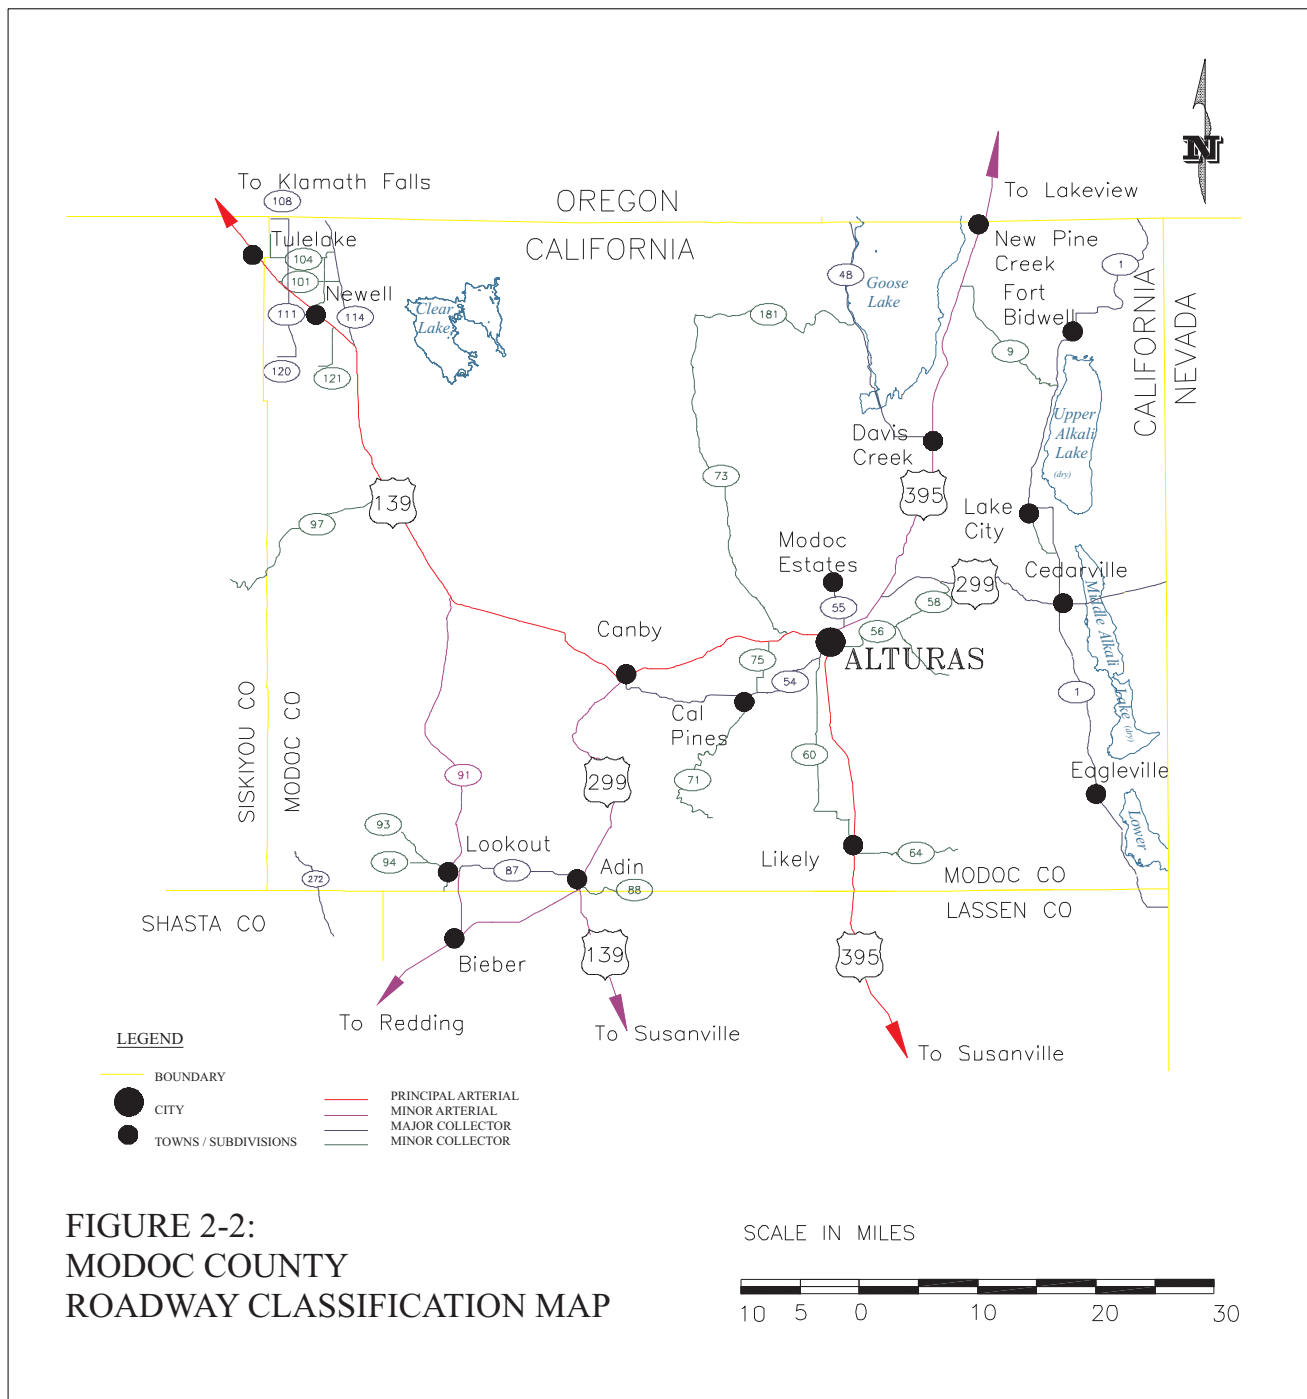 N
To Klamath Falls
108
OREGON
To Lakeview
Tulelake
CALIFORNIA
New Pine
Creek
104
101
48
Goose
Lake
1
CALIFORNIA
NEVADA
Newell
Clear
Lake
Fort
Bidwell
111
114
181
9
120
121
Upper
Alkali
Lake
(dry)
Davis
Creek
73
139
395
97
Lake
City
Modoc
Estates
Cedarville
299
55
58
Middle Alkali
Lake (dry)
Canby
56
75
ALTURAS
54
1
SISKIYOU CO
MODOC CO
Cal
Pines
60
91
299
71
Eagleville
93
Lower
Lookout
94
87
Adin
Likely
64
272
88
MODOC CO
SHASTA CO
LASSEN CO
Bieber
139
395
To Redding
To Susanville
To Susanville
LEGEND
BOUNDARY
CITY
TOWNS / SUBDIVISIONS
PRINCIPAL ARTERIAL
MINOR ARTERIAL
MAJOR COLLECTOR
MINOR COLLECTOR
FIGURE 2-2:
MODOC COUNTY
ROADWAY CLASSIFICATION MAP
SCALE IN MILES
10 5 0 10 20 30